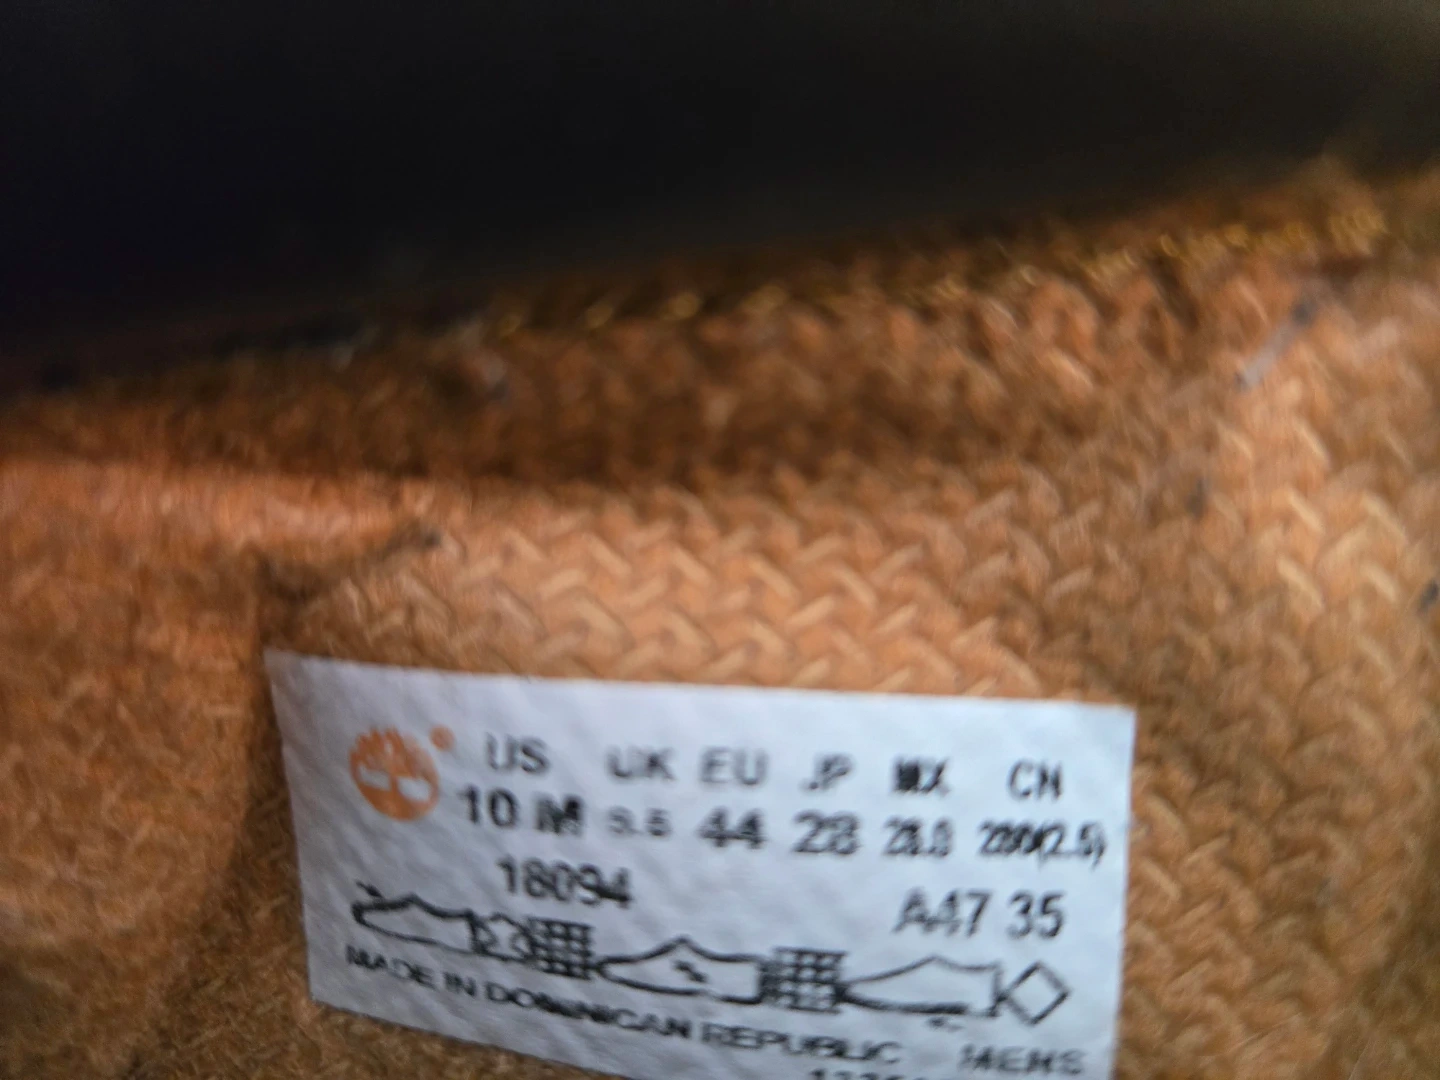 US UK EU JP MX CN
10 M 9.5 44 28 28.0 280(2.5)
18094 A47 35
MADE IN DOMINICAN REPUBLIC MENS